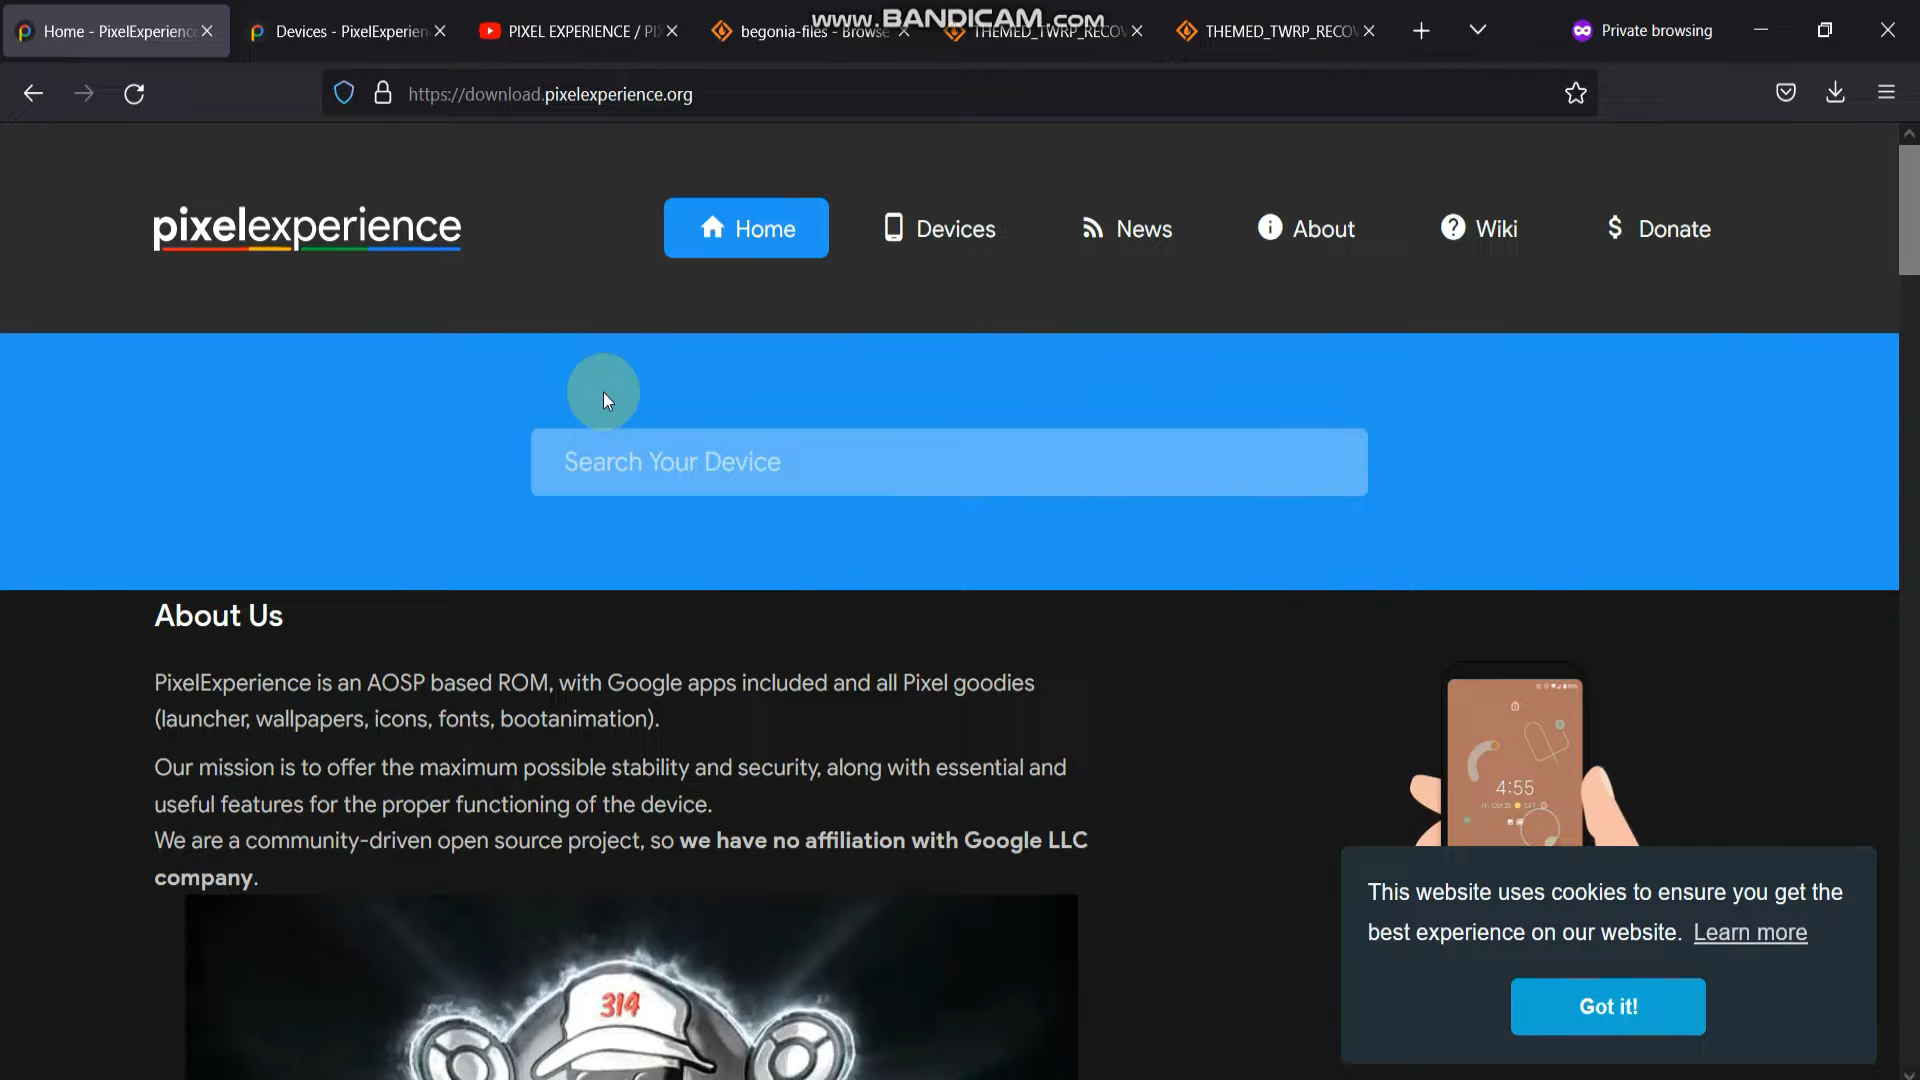 www.BANDICAM.com
Home - PixelExperience
Devices - PixelExperien
PIXEL EXPERIENCE / PI
begonia-files - Browse
THEMED_TWRP_RECOV
THEMED_TWRP_RECOV
Private browsing
https://download.pixelexperience.org
pixelexperience
Home
Devices
News
About
Wiki
Donate
Search Your Device
About Us
PixelExperience is an AOSP based ROM, with Google apps included and all Pixel goodies
(launcher, wallpapers, icons, fonts, bootanimation).
Our mission is to offer the maximum possible stability and security, along with essential and
useful features for the proper functioning of the device.
We are a community-driven open source project, so we have no affiliation with Google LLC
company.
4:55
314
This website uses cookies to ensure you get the
best experience on our website. Learn more
Got it!